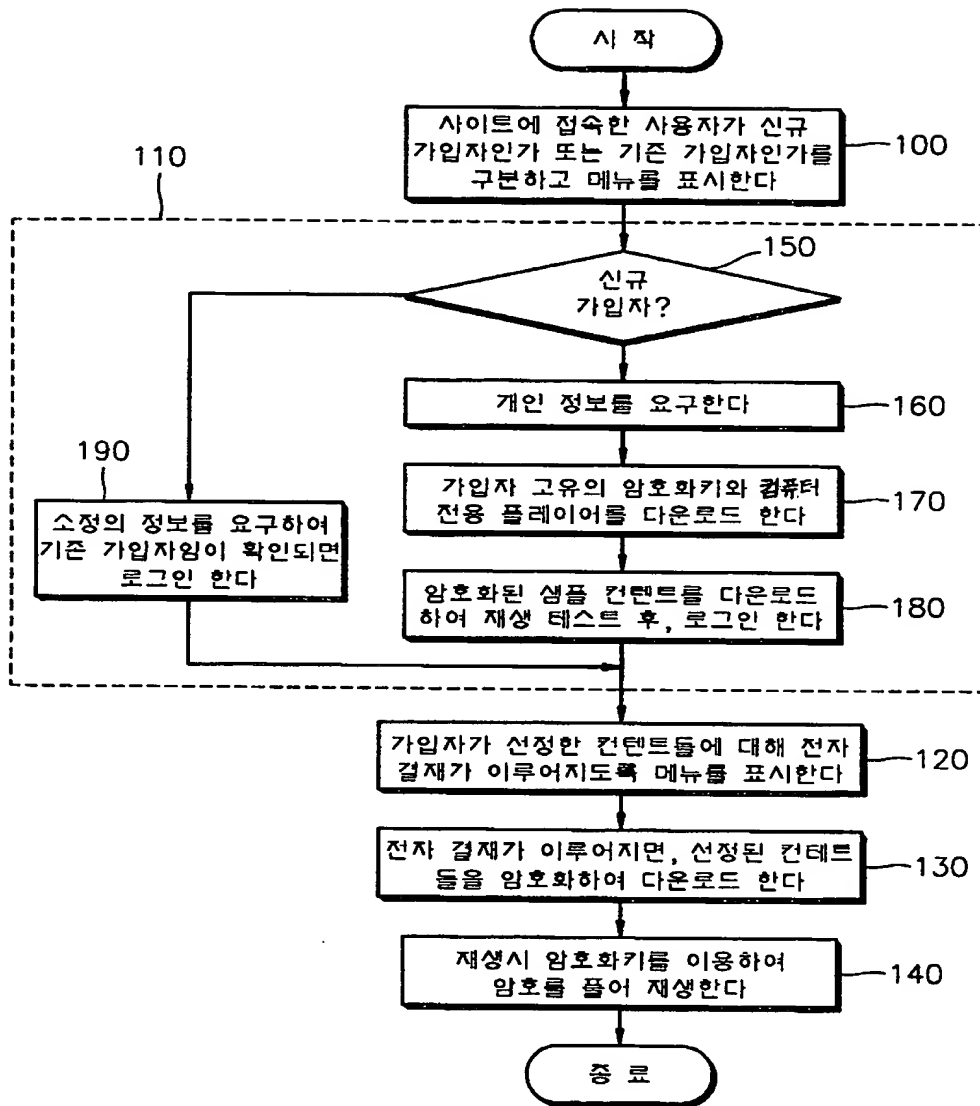 시 작
사이트에 접속한 사용자가 신규
가입자인가 또는 기존 가입자인가를
구분하고 메뉴를 표시한다
100
110
150
신규
가입자?
개인 정보를 요구한다
160
190
소정의 정보를 요구하여
기존 가입자임이 확인되면
로그인 한다
가입자 고유의 암호화키와 컴퓨터
전용 플레이어를 다운로드 한다
170
암호화된 샘플 컨텐트를 다운로드
하여 재생 테스트 후, 로그인 한다
180
가입자가 선정한 컨텐트들에 대해 전자
결재가 이루어지도록 메뉴를 표시한다
120
전자 결재가 이루어지면, 선정된 컨테트
들을 암호화하여 다운로드 한다
130
재생시 암호화키를 이용하여
암호를 풀어 재생한다
140
종 료